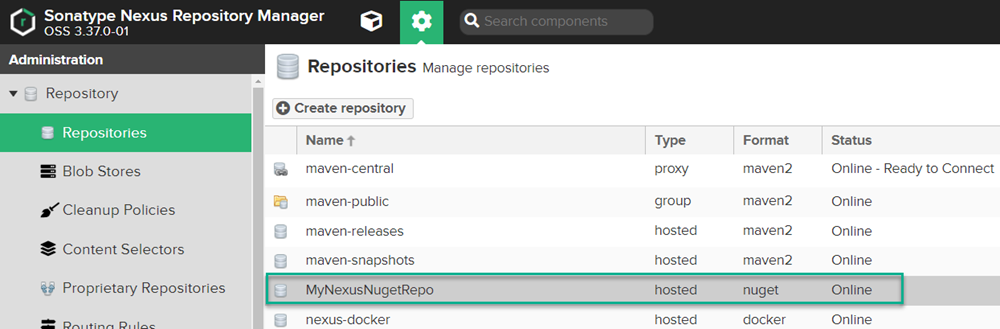 Sonatype Nexus Repository Manager
OSS 3.37.0-01
Search components
Administration
Repository
Repositories
Blob Stores
Cleanup Policies
Content Selectors
Proprietary Repositories
Routing Rules
Repositories Manage repositories
Create repository
Name Type Format Status
maven-central proxy maven2 Online - Ready to Connect
maven-public group maven2 Online
maven-releases hosted maven2 Online
maven-snapshots hosted maven2 Online
MyNexusNugetRepo hosted nuget Online
nexus-docker hosted docker Online